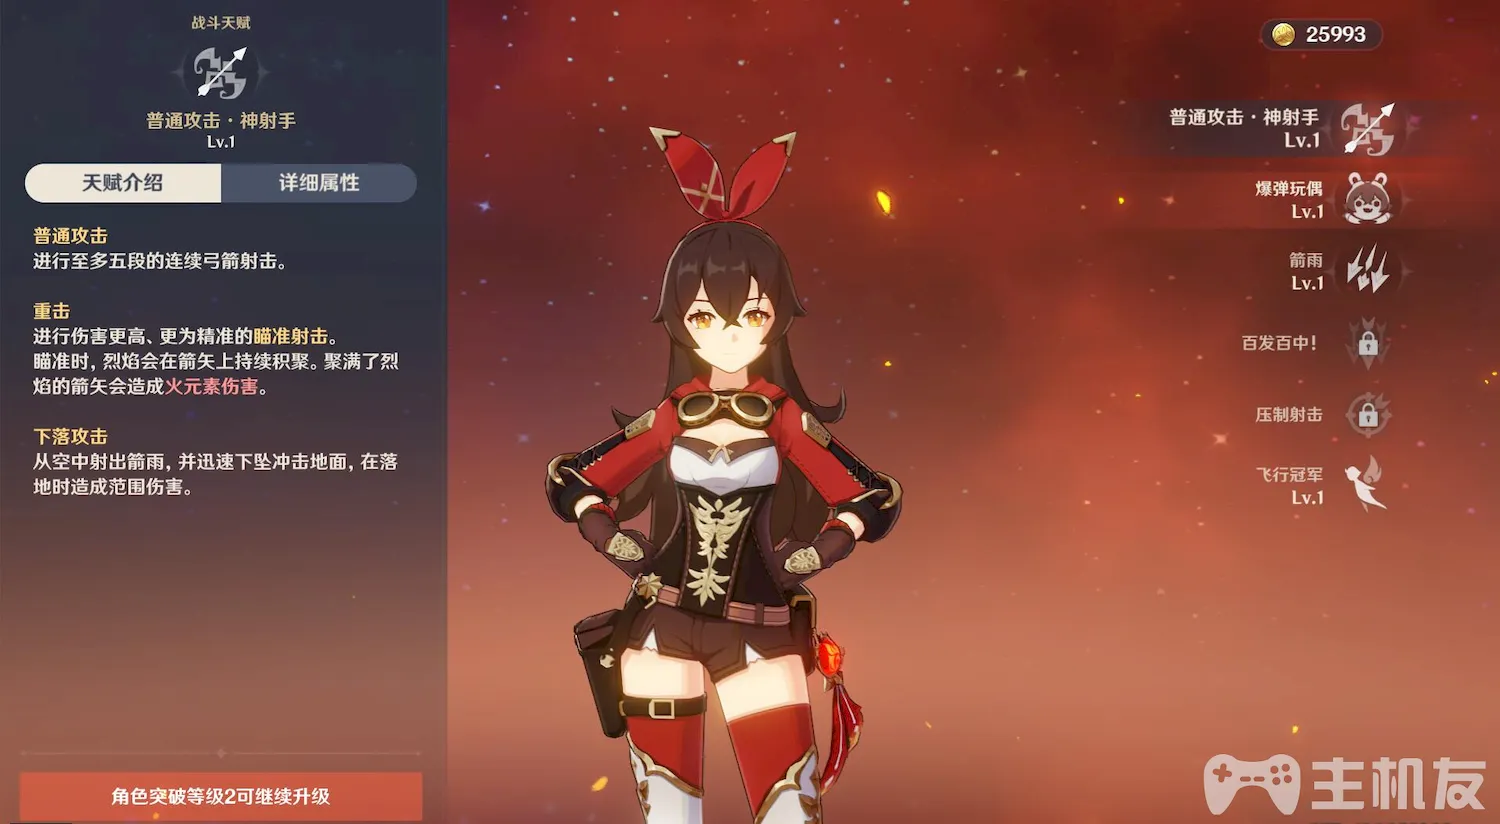 战斗天赋
普通攻击·神射手
Lv.1
天赋介绍
详细属性
普通攻击
进行至多五段的连续弓箭射击。
重击
进行伤害更高、更为精准的瞄准射击。
瞄准时，烈焰会在箭矢上持续积聚。聚满了烈
焰的箭矢会造成火元素伤害。
下落攻击
从空中射出箭雨，并迅速下坠冲击地面，在落
地时造成范围伤害。
角色突破等级2可继续升级
25993
普通攻击·神射手
Lv.1
爆弹玩偶
Lv.1
箭雨
Lv.1
百发百中！
压制射击
飞行冠军
Lv.1
主机友